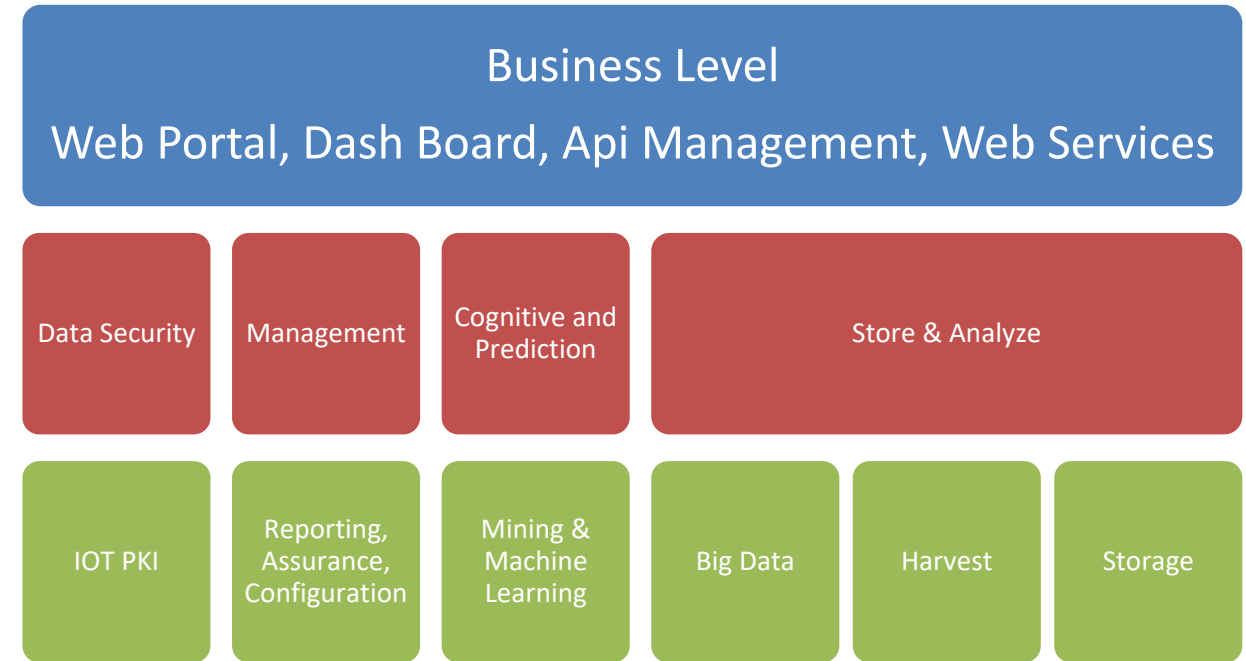 Business Level
Web Portal, Dash Board, Api Management, Web Services
Data Security
Management
Cognitive and
Prediction
Store & Analyze
IOT PKI
Reporting,
Assurance,
Configuration
Mining &
Machine
Learning
Big Data
Harvest
Storage